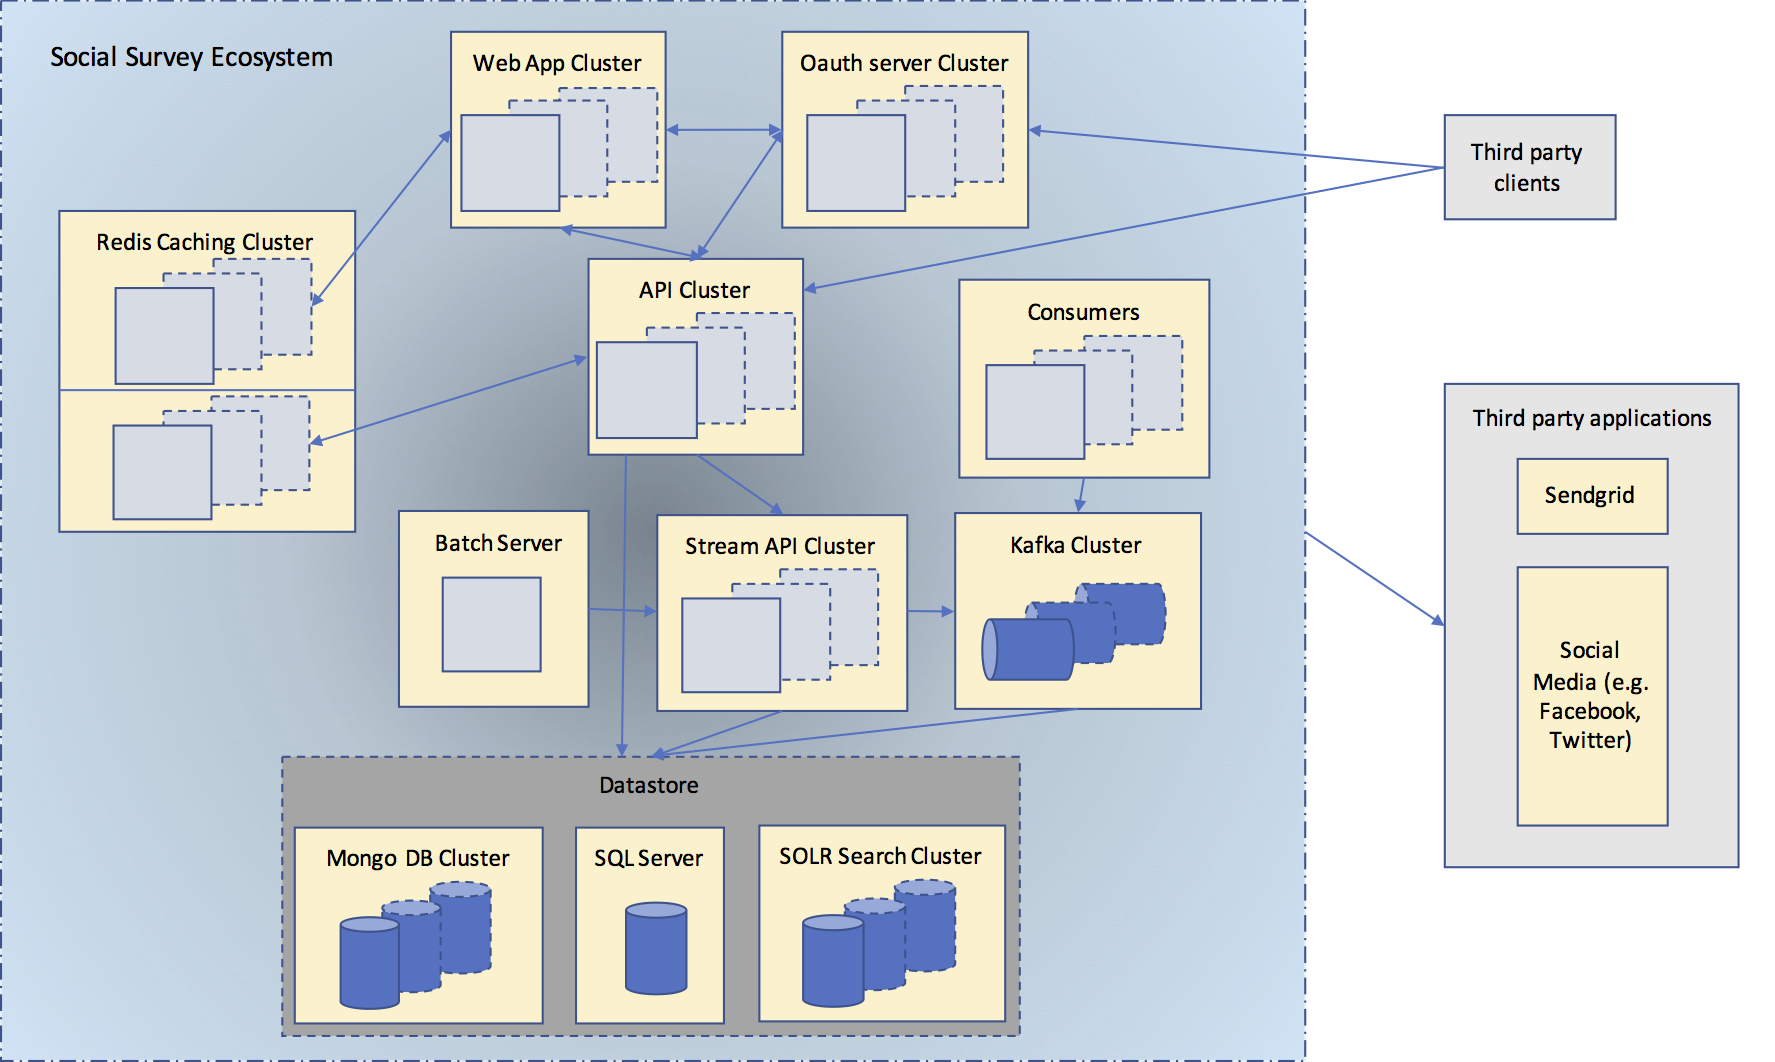 Social Survey Ecosystem
Web App Cluster
Oauth server Cluster
Third party
clients
Redis Caching Cluster
API Cluster
Consumers
Third party applications
Sendgrid
Batch Server
Stream API Cluster
Kafka Cluster
Social
Media (e.g.
Facebook,
Twitter)
Datastore
Mongo DB Cluster
SQL Server
SOLR Search Cluster